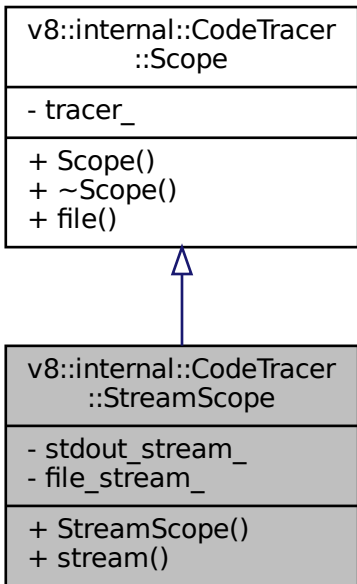 v8::internal::CodeTracer
::Scope
- tracer_
+ Scope()
+ ~Scope()
+ file()
v8::internal::CodeTracer
::StreamScope
- stdout_stream_
- file_stream_
+ StreamScope()
+ stream()